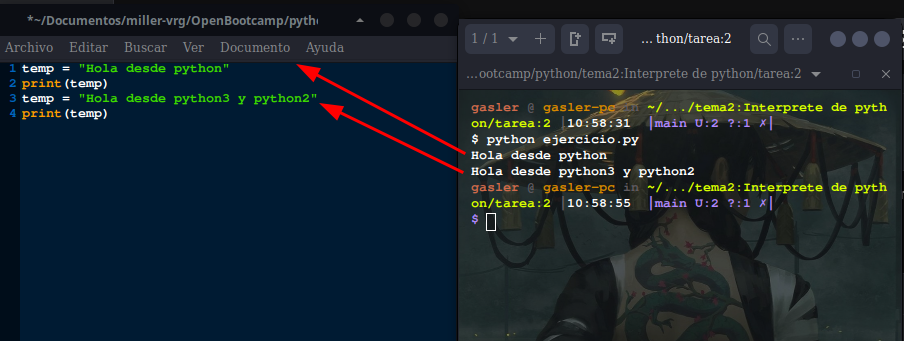 *~/Documentos/miller-vrg/OpenBootcamp/pytho
Archivo Editar Buscar Ver Documento Ayuda
1 temp = "Hola desde python"
2 print(temp)
3 temp = "Hola desde python3 y python2"
4 print(temp)
1 / 1
... thon/tarea:2
...ootcamp/python/tema2:Interprete de python/tarea:2
gasler @ gasler-pc in ~/.../tema2:Interprete de pyth
on/tarea:2 |10:58:31 |main U:2 ?:1 ✗|
$ python ejercicio.py
Hola desde python
Hola desde python3 y python2
gasler @ gasler-pc in ~/.../tema2:Interprete de pyth
on/tarea:2 |10:58:55 |main U:2 ?:1 ✗|
$